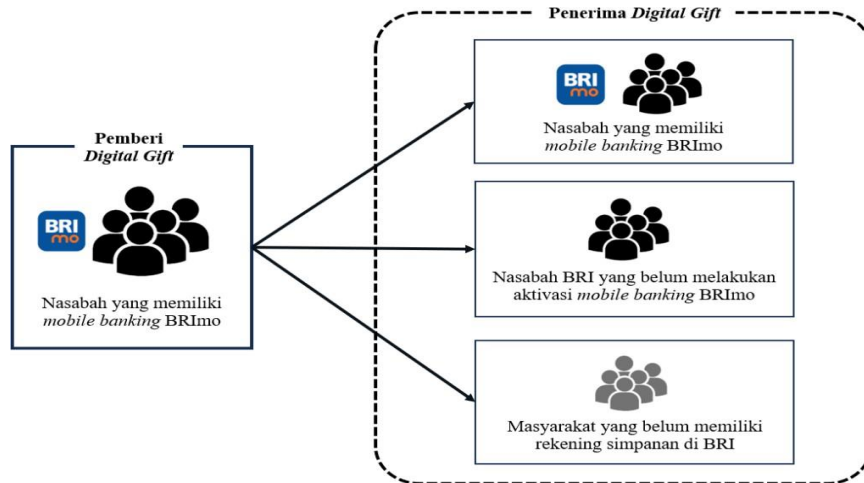 Pemberi
Digital Gift
BRI
mo
Nasabah yang memiliki
mobile banking BRImo
Penerima Digital Gift
BRI
mo
Nasabah yang memiliki
mobile banking BRImo
Nasabah BRI yang belum melakukan
aktivasi mobile banking BRImo
Masyarakat yang belum memiliki
rekening simpanan di BRI